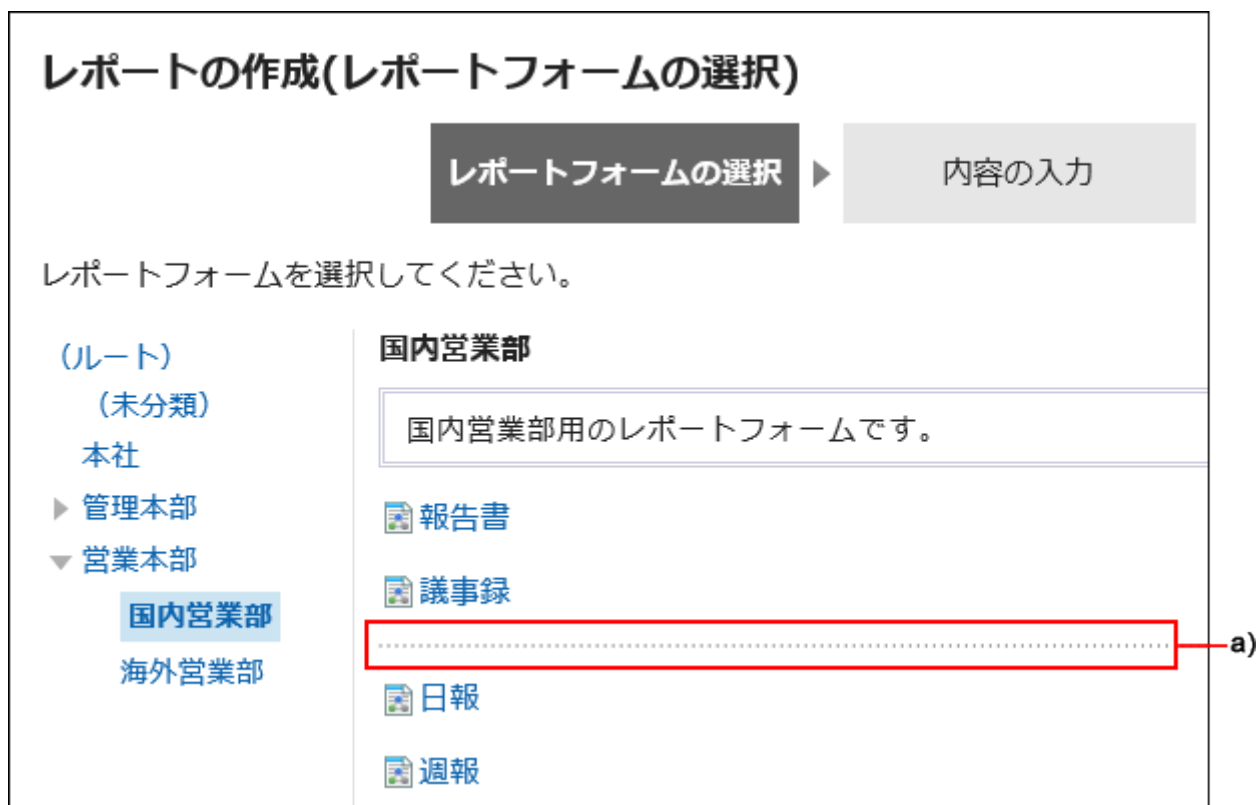 レポートの作成(レポートフォームの選択)
レポートフォームの選択
内容の入力
レポートフォームを選択してください。
(ルート)
(未分類)
本社
管理本部
営業本部
国内営業部
海外営業部
国内営業部
国内営業部用のレポートフォームです。
報告書
議事録
a)
日報
週報